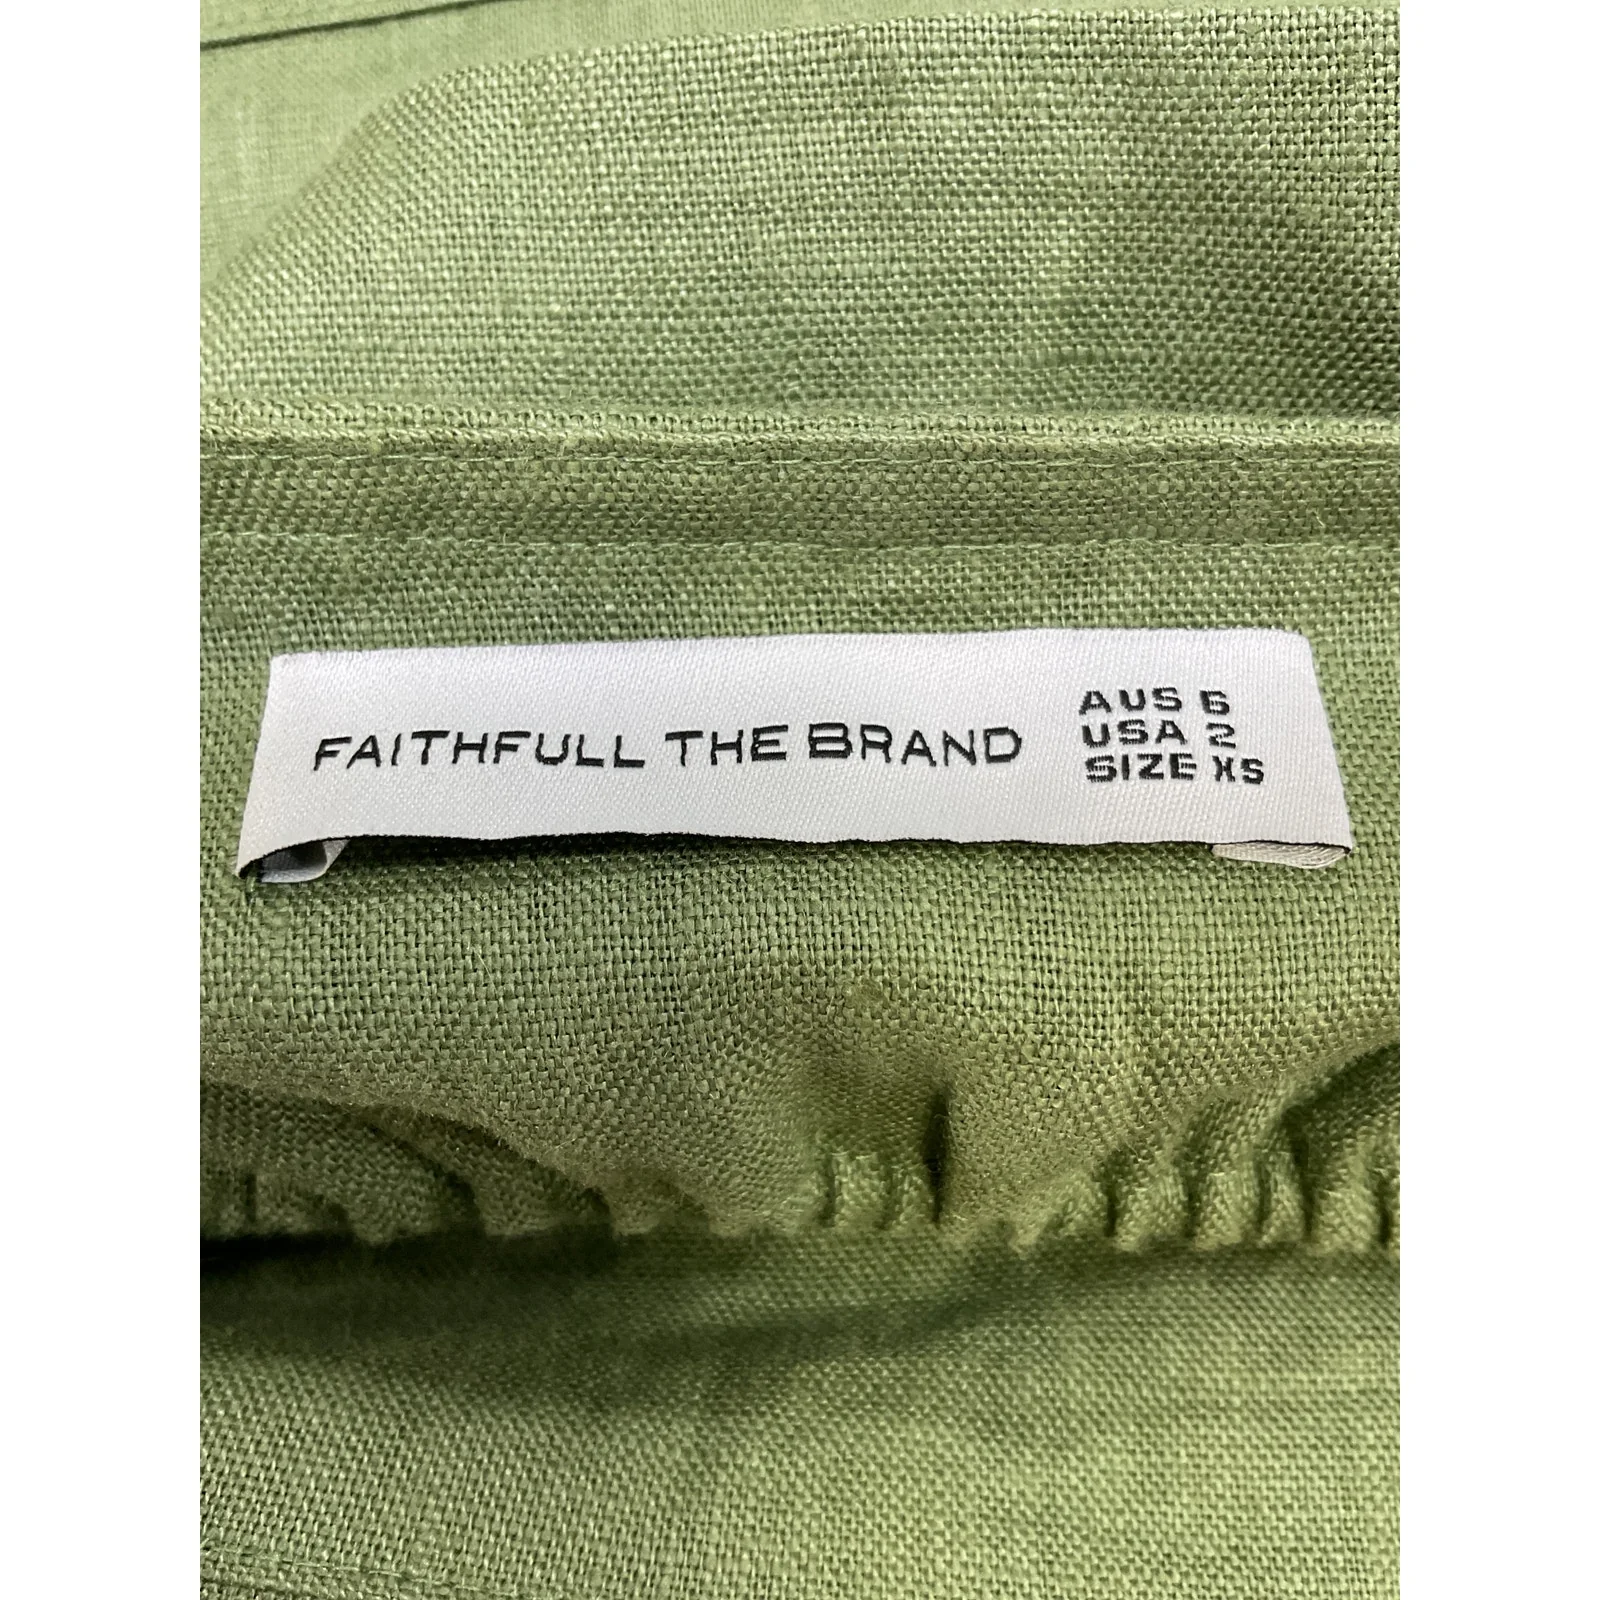 FAITHFULL THE BRAND
AUS 6
USA 2
SIZE XS